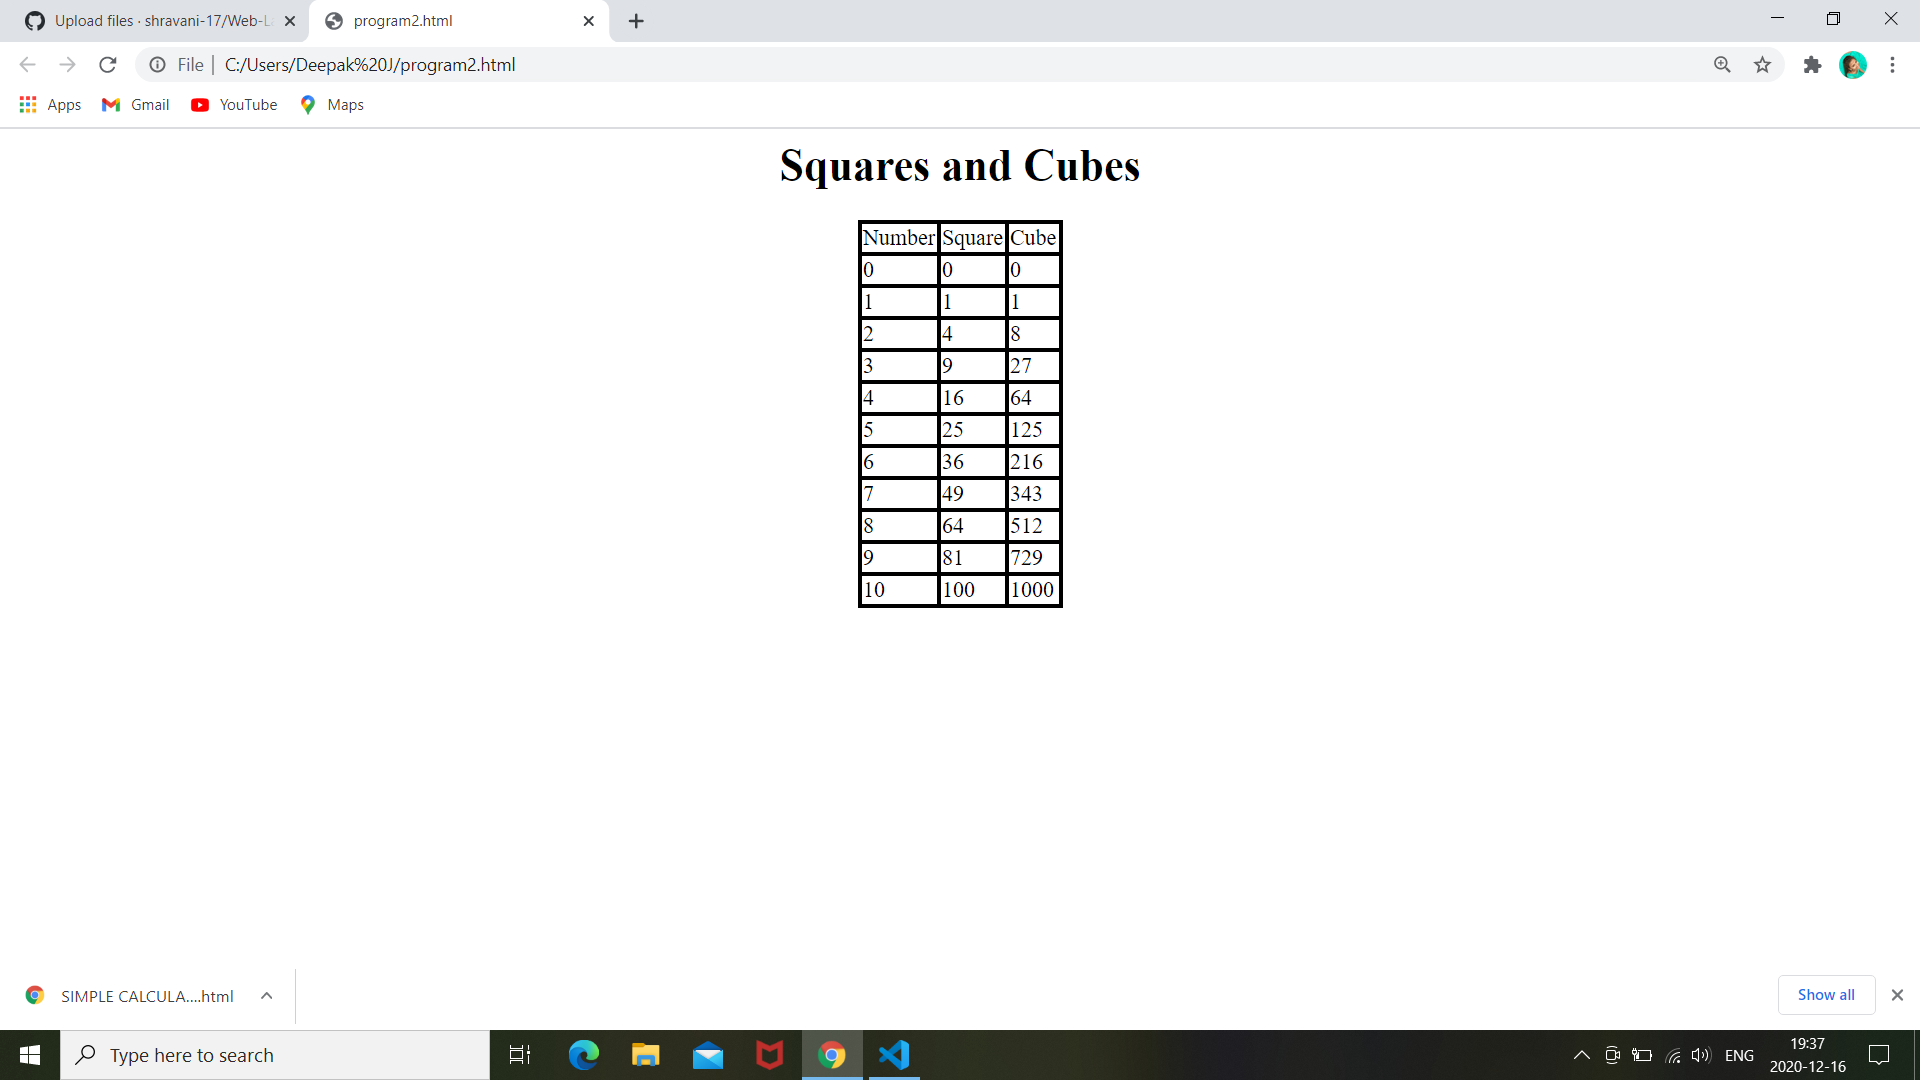 Upload files · shravani-17/Web-L
program2.html
File | C:/Users/Deepak%20J/program2.html
Apps Gmail YouTube Maps
Squares and Cubes
Number Square Cube
0 0 0
1 1 1
2 4 8
3 9 27
4 16 64
5 25 125
6 36 216
7 49 343
8 64 512
9 81 729
10 100 1000
SIMPLE CALCULA....html
Show all
Type here to search
ENG
19:37
2020-12-16